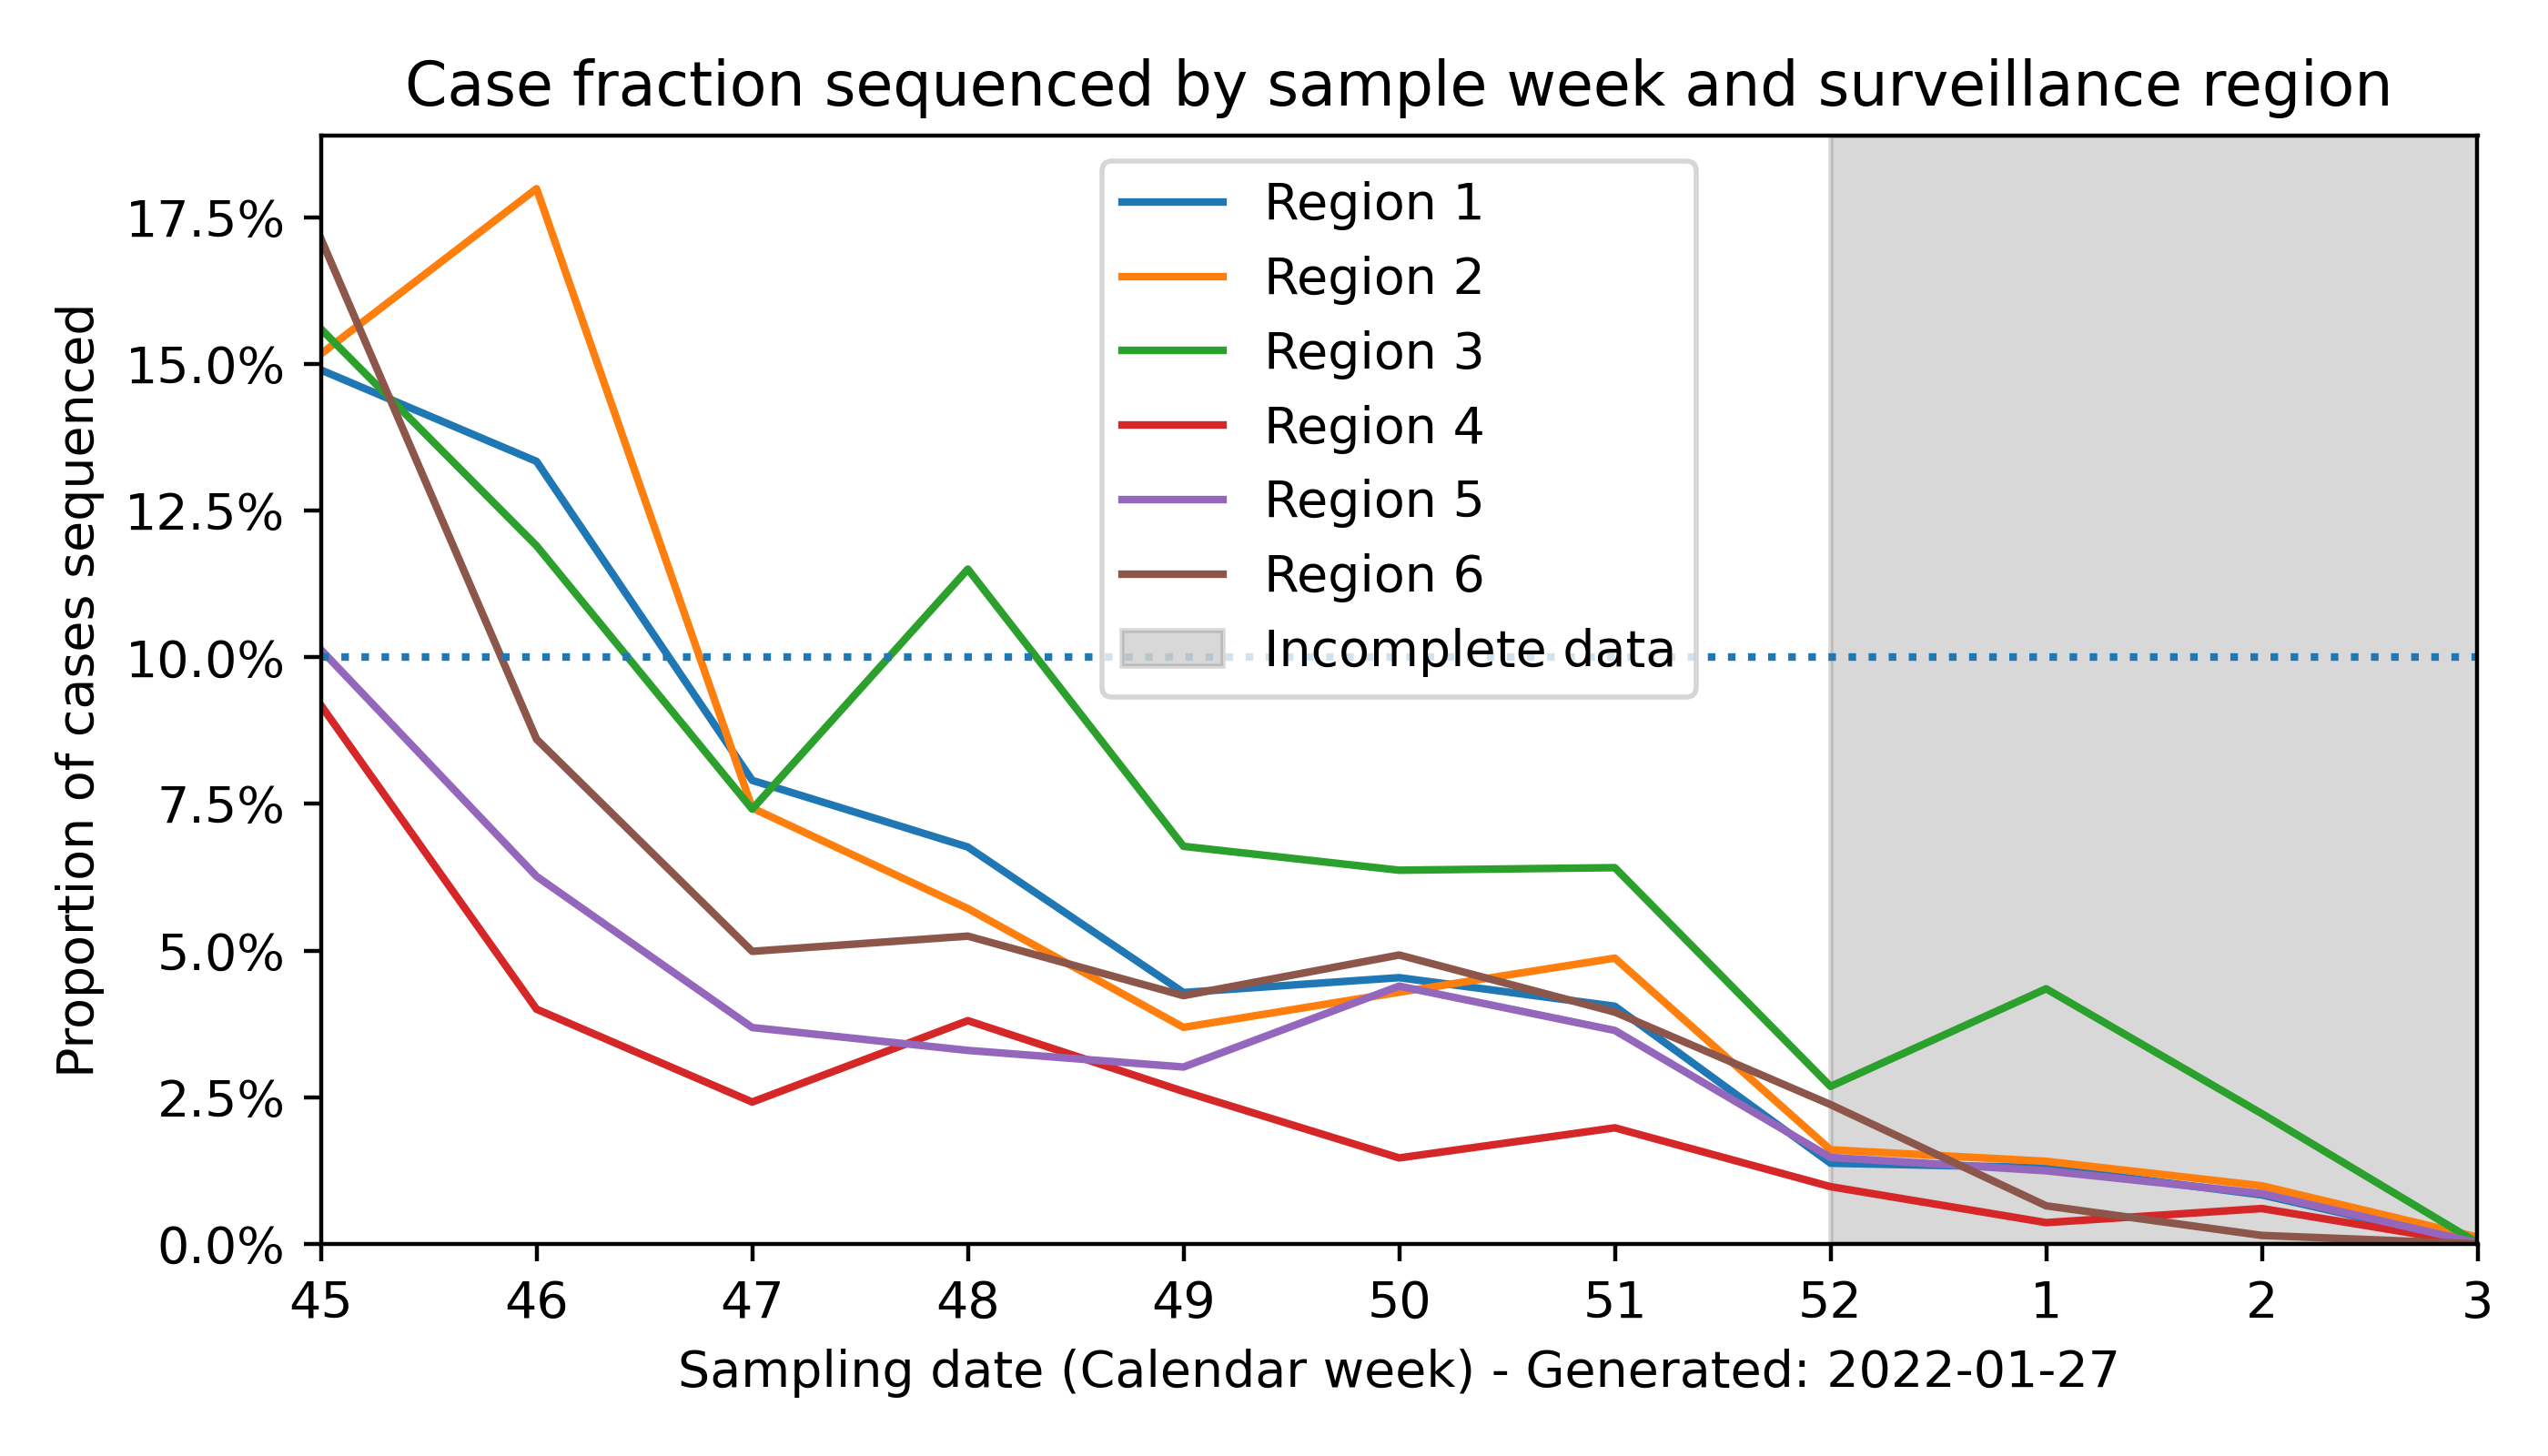 Case fraction sequenced by sample week and surveillance region
Proportion of cases sequenced
17.5%
15.0%
12.5%
10.0%
7.5%
5.0%
2.5%
0.0%
Region 1
Region 2
Region 3
Region 4
Region 5
Region 6
Incomplete data
45 46 47 48 49 50 51 52 1 2 3
Sampling date (Calendar week) - Generated: 2022-01-27